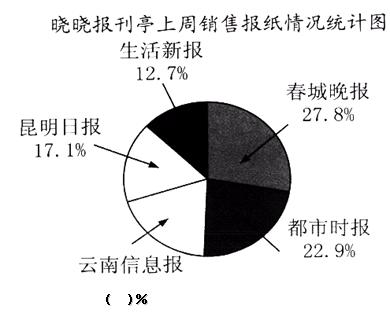 晓晓报刊亭上周销售报纸情况统计图
生活新报
12.7%
春城晚报
27.8%
昆明日报
17.1%
都市时报
22.9%
云南信息报
(  )%